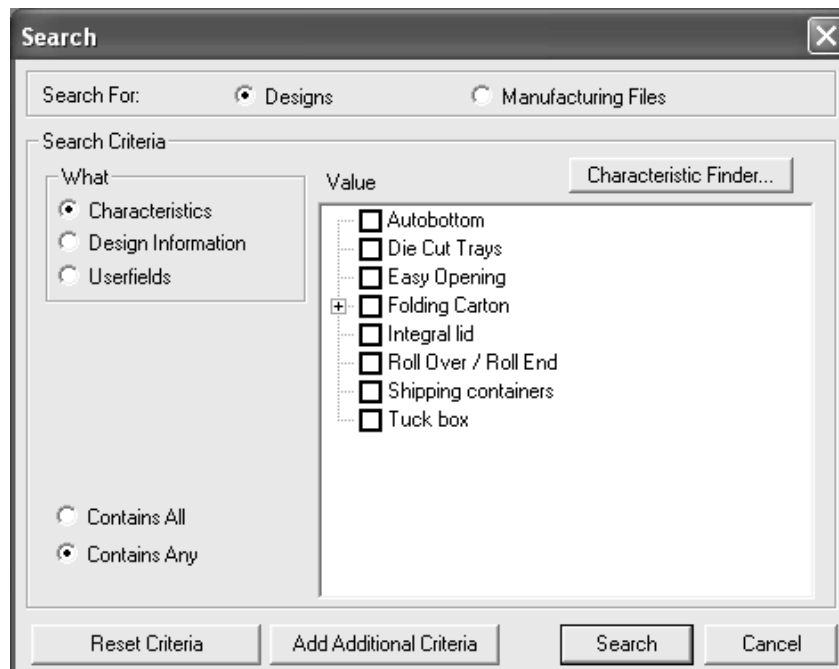 Search
Search For: Designs Manufacturing Files
Search Criteria
What
Characteristics
Design Information
Userfields
Value
Characteristic Finder...
Autobottom
Die Cut Trays
Easy Opening
Folding Carton
Integral lid
Roll Over / Roll End
Shipping containers
Tuck box
Contains All
Contains Any
Reset Criteria Add Additional Criteria Search Cancel